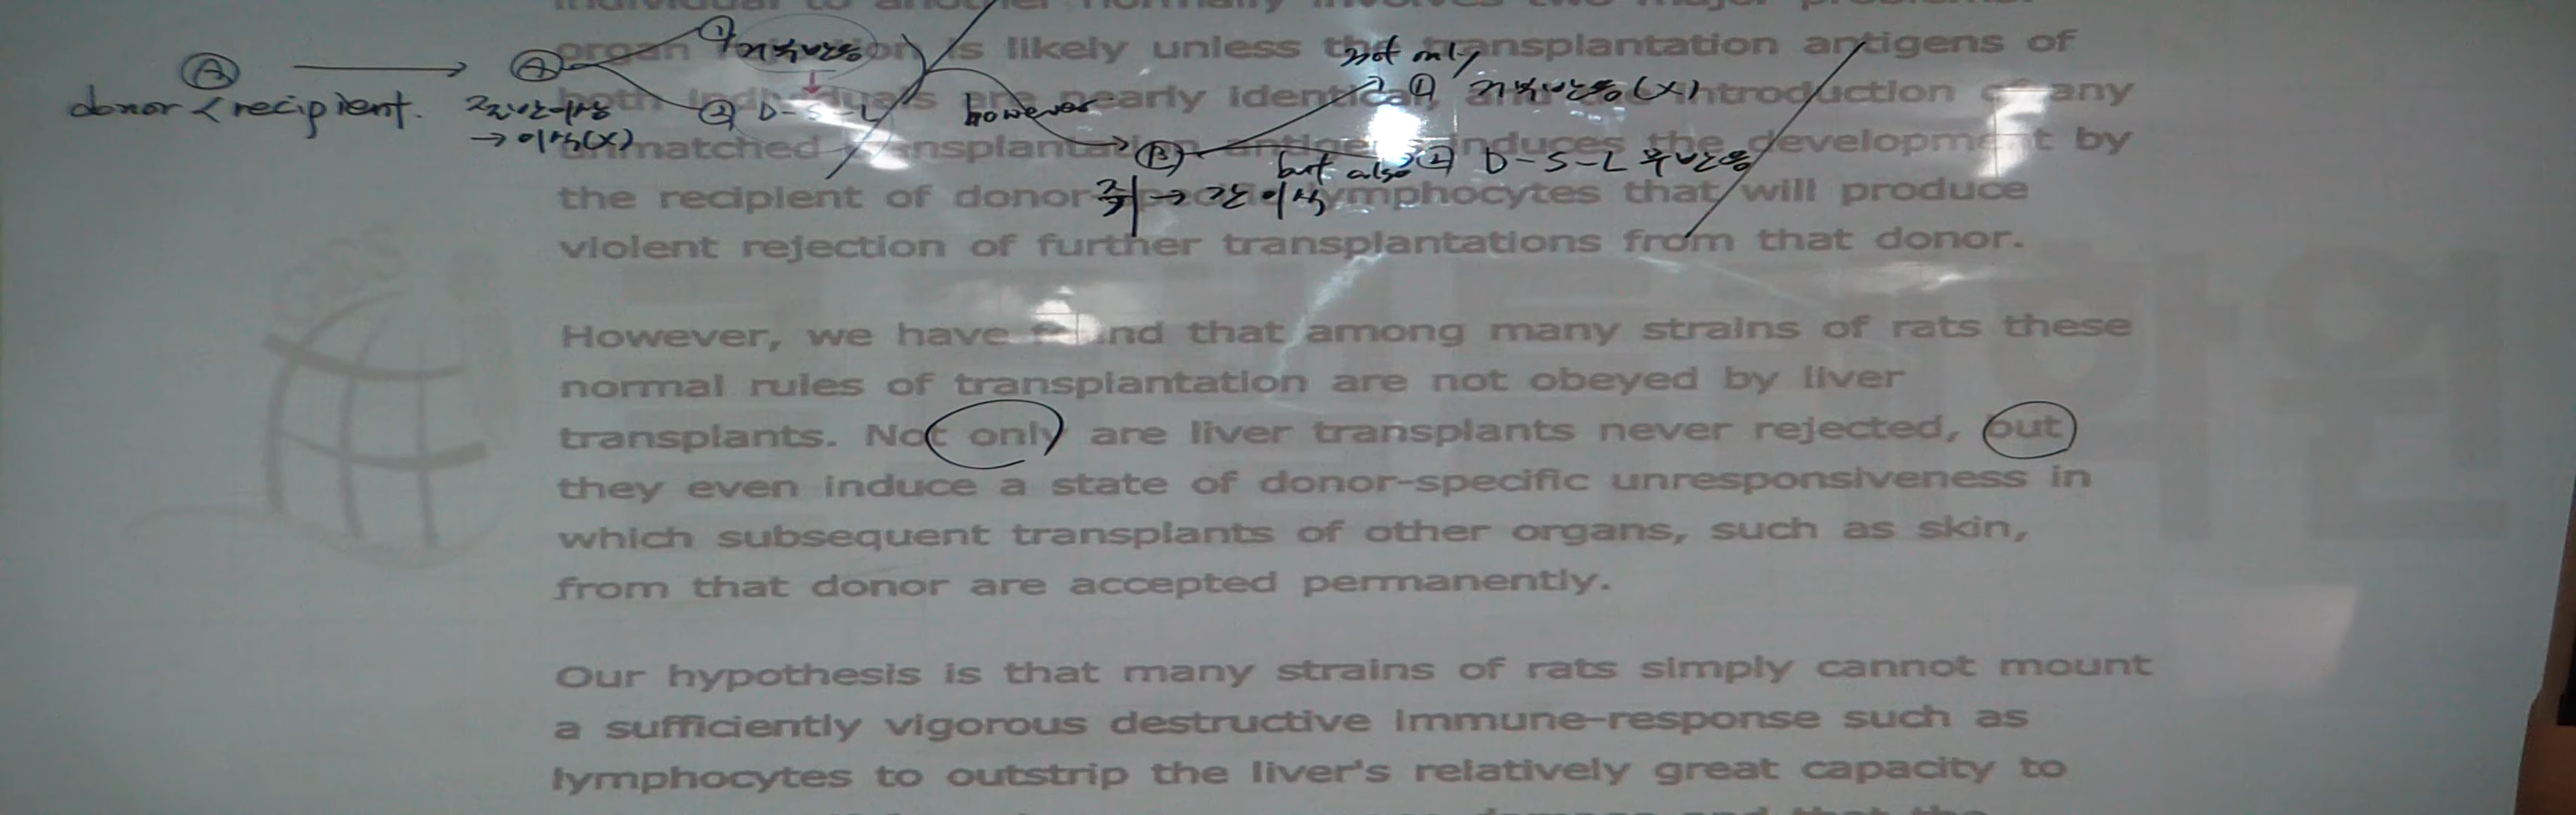 organ is likely unless transplantation antigens of
both individuals are nearly identical, introduction of any
unmatched antigens induces the development by
the recipient of donor lymphocytes that will produce
violent rejection of further transplantations from that donor.
Ⓐ → Ⓐ
donor < recipient.
① 거부반응
② D-S-L
→ 이식(X)
however
Ⓑ
쥐 → 간 이식
not only
① 거부반응(X)
but also ② D-S-L 무반응
However, we have found that among many strains of rats these
normal rules of transplantation are not obeyed by liver
transplants. Not only are liver transplants never rejected, but
they even induce a state of donor-specific unresponsiveness in
which subsequent transplants of other organs, such as skin,
from that donor are accepted permanently.
Our hypothesis is that many strains of rats simply cannot mount
a sufficiently vigorous destructive immune-response such as
lymphocytes to outstrip the liver's relatively great capacity to